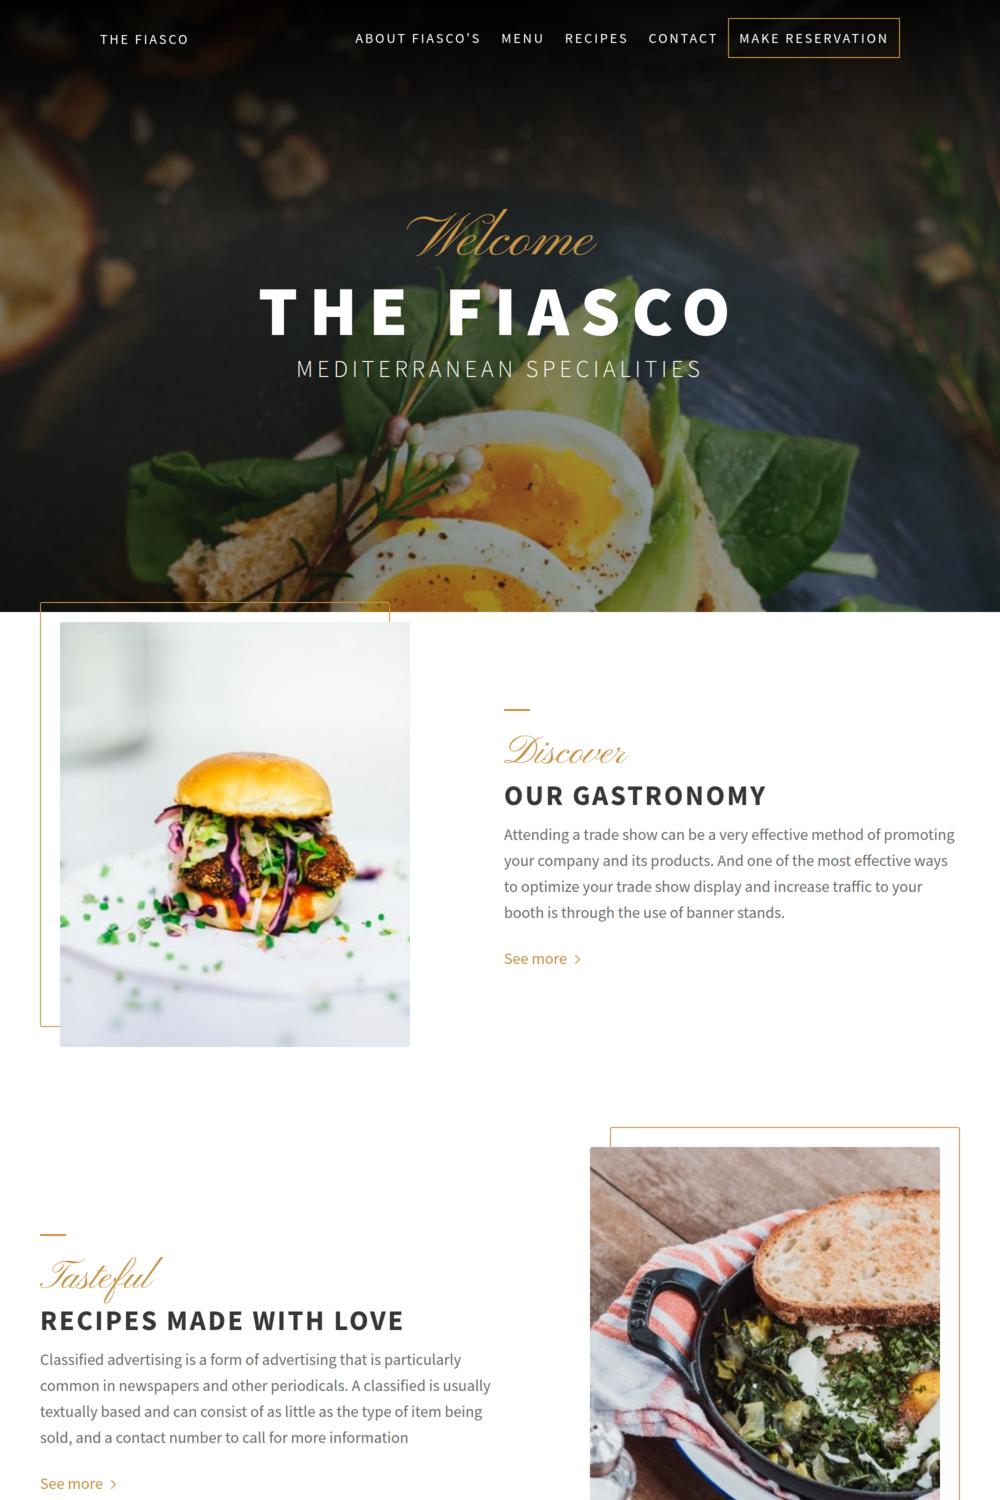 THE FIASCO
ABOUT FIASCO'S MENU RECIPES CONTACT MAKE RESERVATION
Welcome
THE FIASCO
MEDITERRANEAN SPECIALITIES
Discover
OUR GASTRONOMY
Attending a trade show can be a very effective method of promoting
your company and its products. And one of the most effective ways
to optimize your trade show display and increase traffic to your
booth is through the use of banner stands.
See more
Tasteful
RECIPES MADE WITH LOVE
Classified advertising is a form of advertising that is particularly
common in newspapers and other periodicals. A classified is usually
textually based and can consist of as little as the type of item being
sold, and a contact number to call for more information
See more